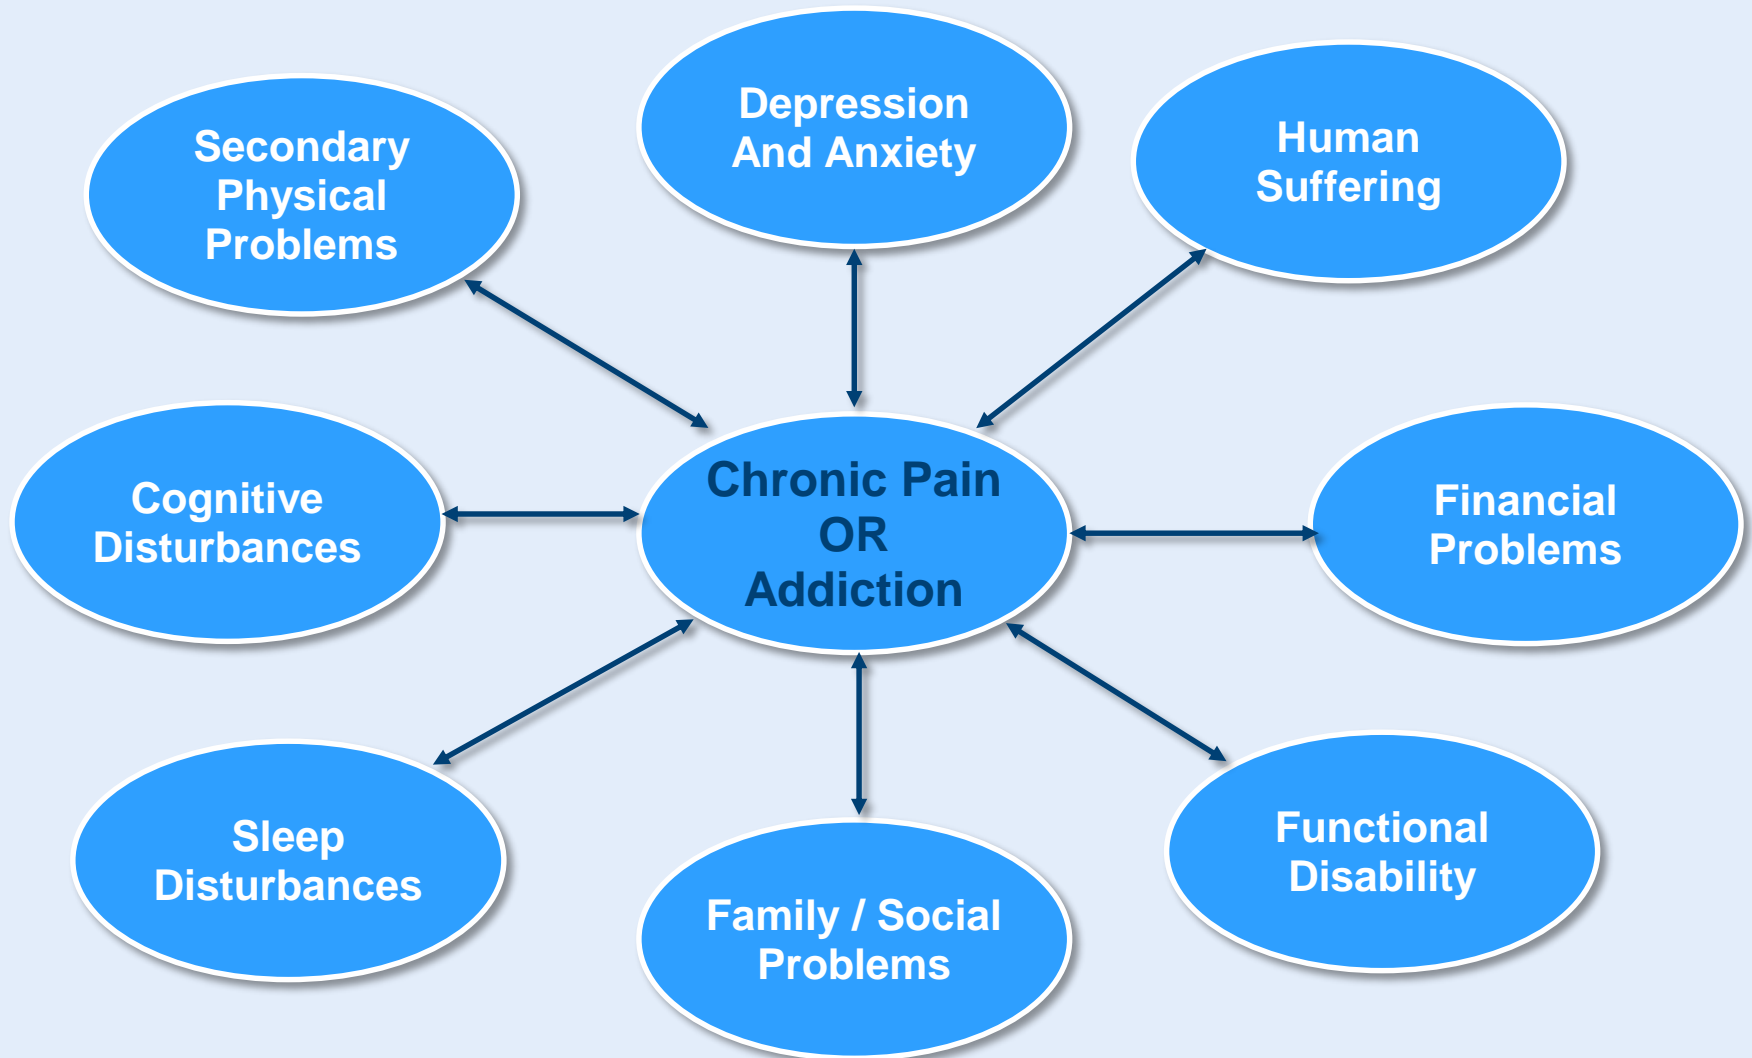 Depression
And Anxiety
Human
Suffering
Secondary
Physical
Problems
Chronic Pain
OR
Addiction
Cognitive
Disturbances
Financial
Problems
Sleep
Disturbances
Family / Social
Problems
Functional
Disability